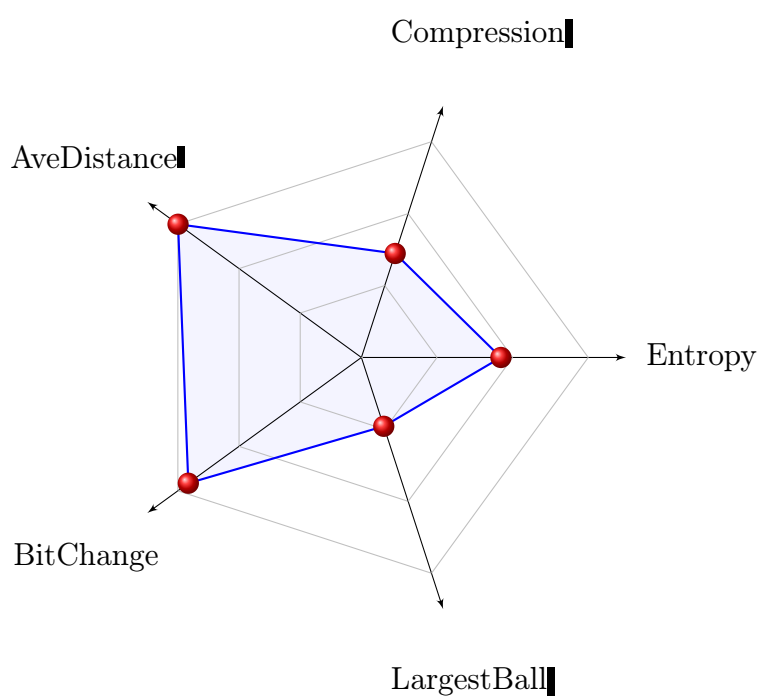 Compression
AveDistance
Entropy
BitChange
LargestBall